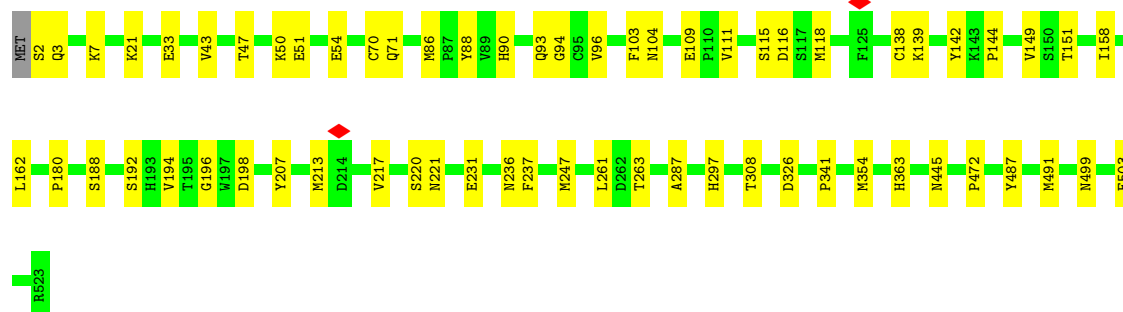 MET S2 Q3 K7 K21 E33 V43 T47 K50 E51 E54 C70 Q71 M86 P87 Y88 V89 H90 Q93 G94 C95 V96 F103 N104 E109 P110 V111 S115 D116 S117 M118 F125 C138 K139 Y142 K143 P144 V149 S150 T151 I158
L162 P180 S188 S192 H193 V194 T195 G196 W197 D198 Y207 M213 D214 V217 S220 N221 E231 N236 F237 M247 L261 D262 T263 A287 H297 T308 D326 P341 M354 H363 N445 P472 Y487 M491 N499
R523